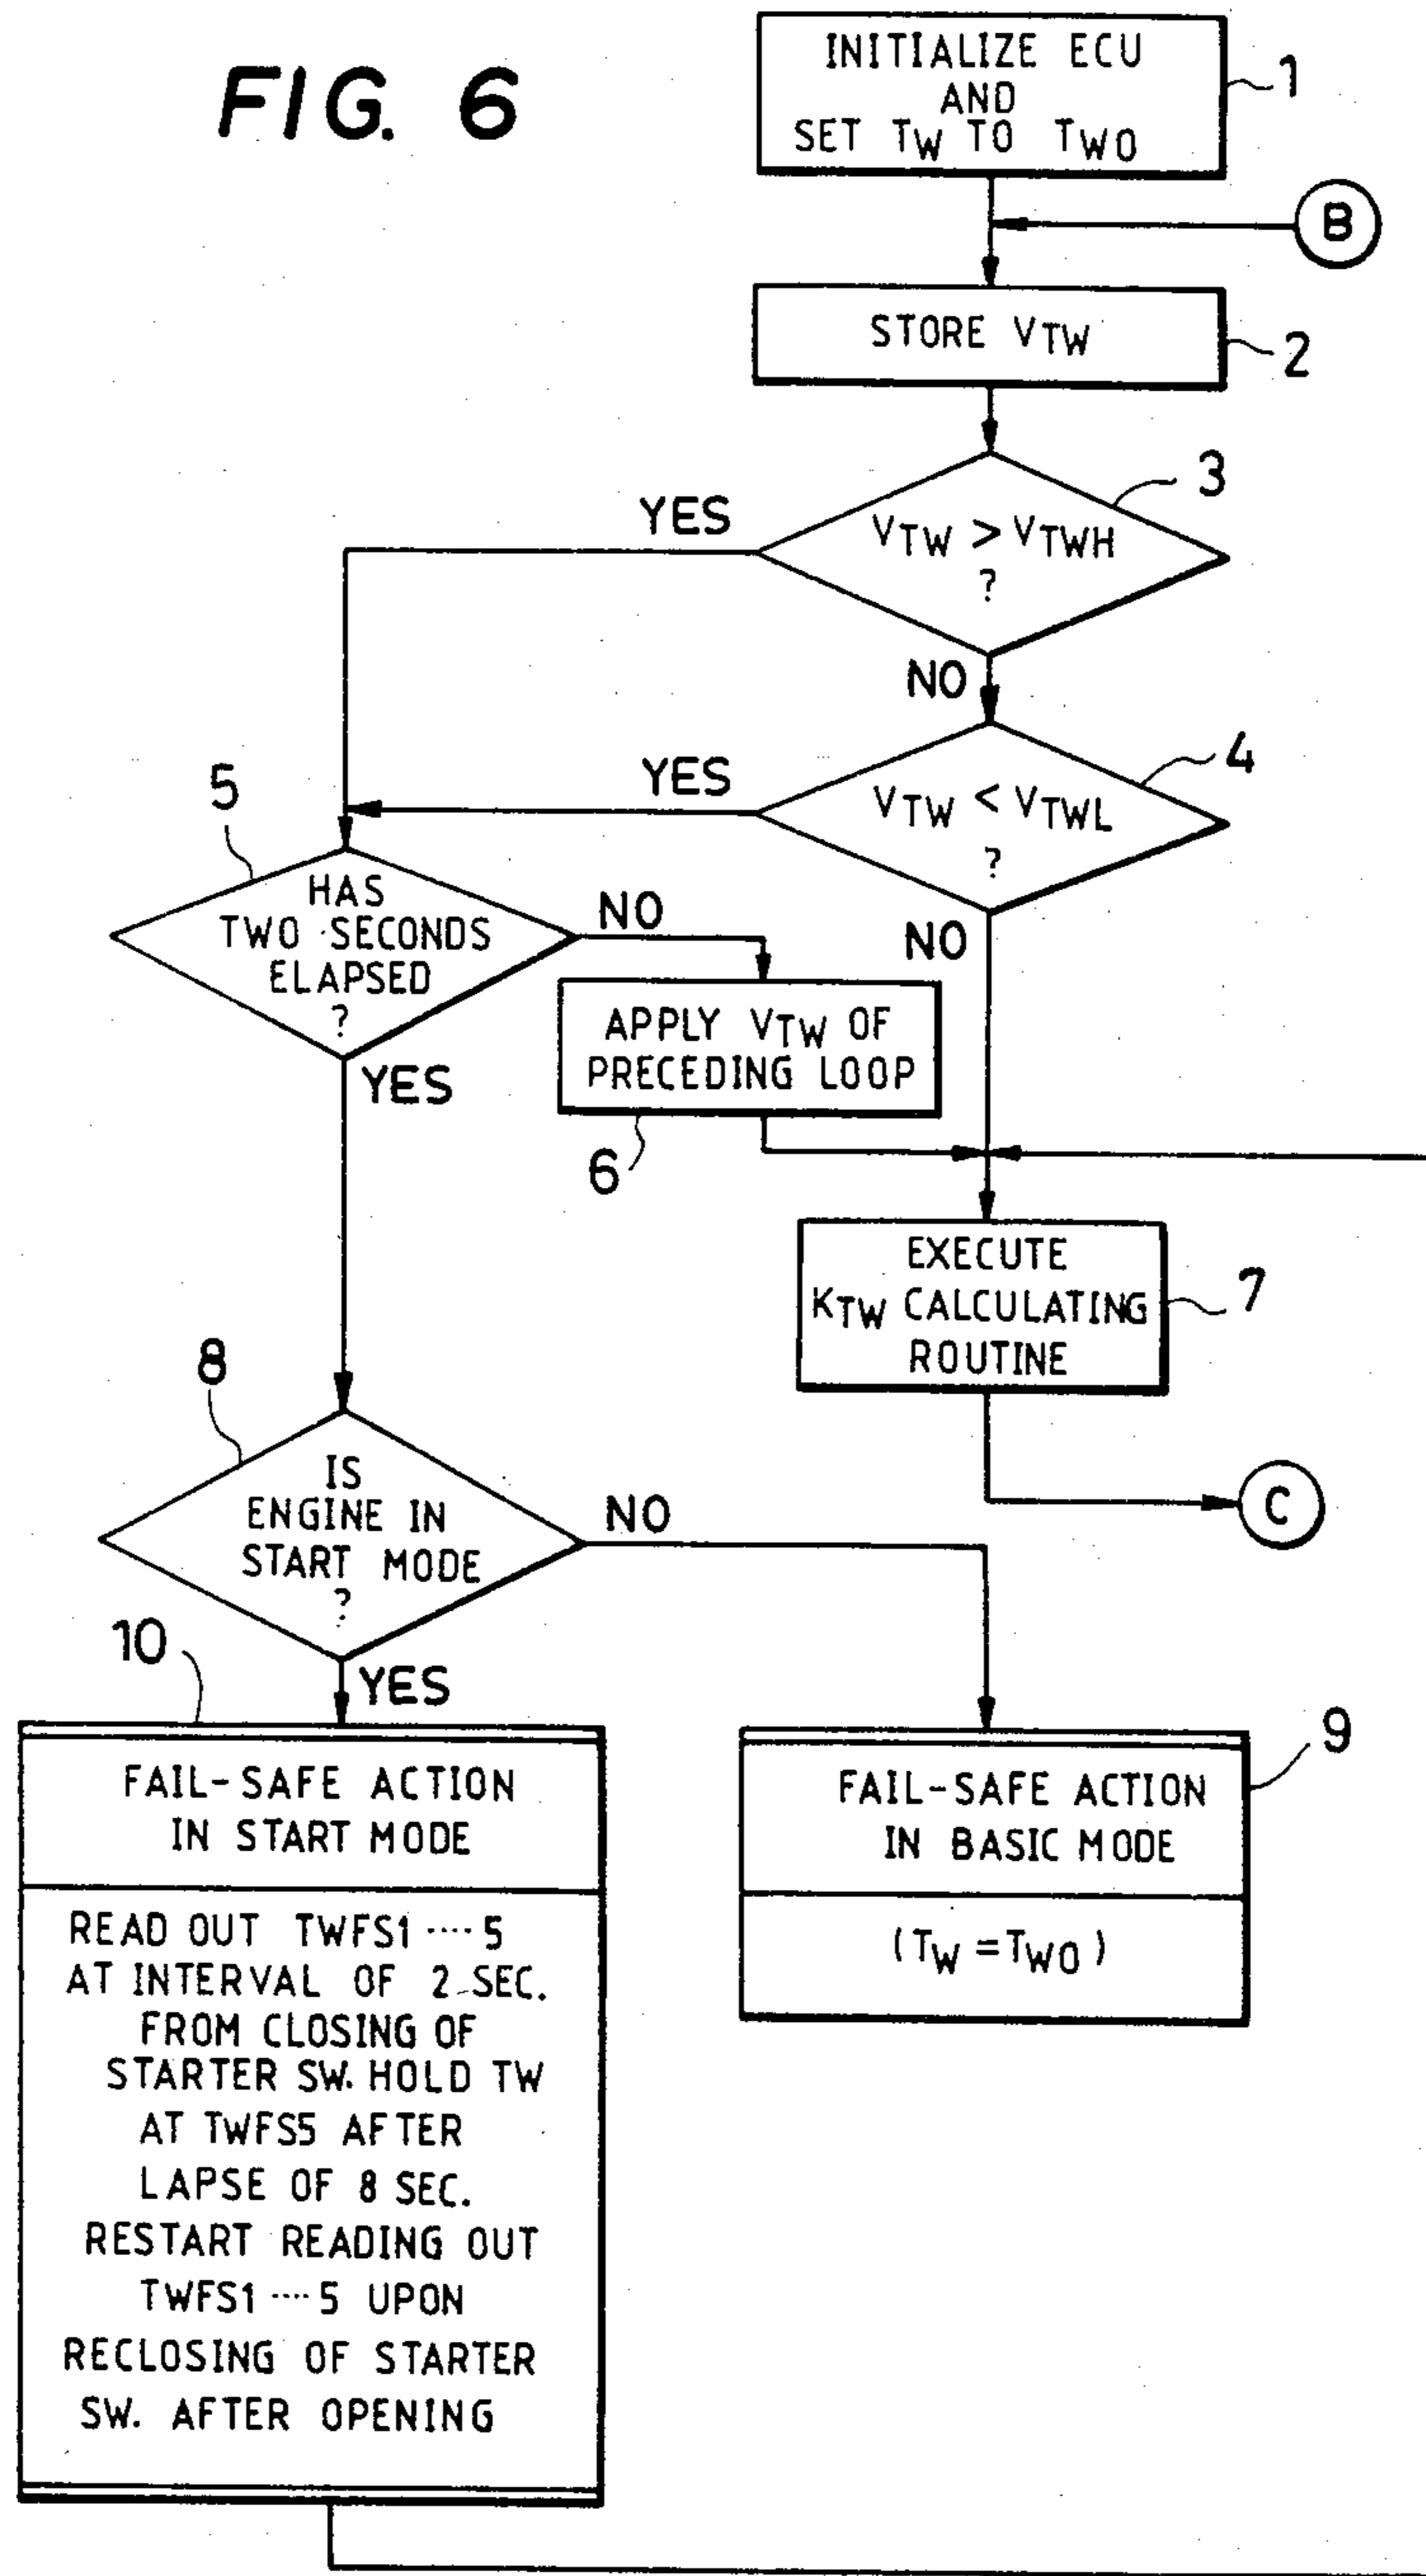 FIG. 6
INITIALIZE ECU
AND
SET TW TO TWO
1
B
STORE VTW
2
3
YES
VTW > VTWH
?
NO
4
YES
VTW < VTWL
?
NO
5
HAS
TWO SECONDS
ELAPSED
?
NO
YES
APPLY VTW OF
PRECEDING LOOP
6
EXECUTE
KTW CALCULATING
ROUTINE
7
C
8
IS
ENGINE IN
START MODE
?
NO
YES
10
FAIL-SAFE ACTION
IN START MODE
READ OUT TWFS1 ···· 5
AT INTERVAL OF 2 SEC.
FROM CLOSING OF
STARTER SW. HOLD TW
AT TWFS5 AFTER
LAPSE OF 8 SEC.
RESTART READING OUT
TWFS1 ···· 5 UPON
RECLOSING OF STARTER
SW. AFTER OPENING
9
FAIL-SAFE ACTION
IN BASIC MODE
(TW = TWO)